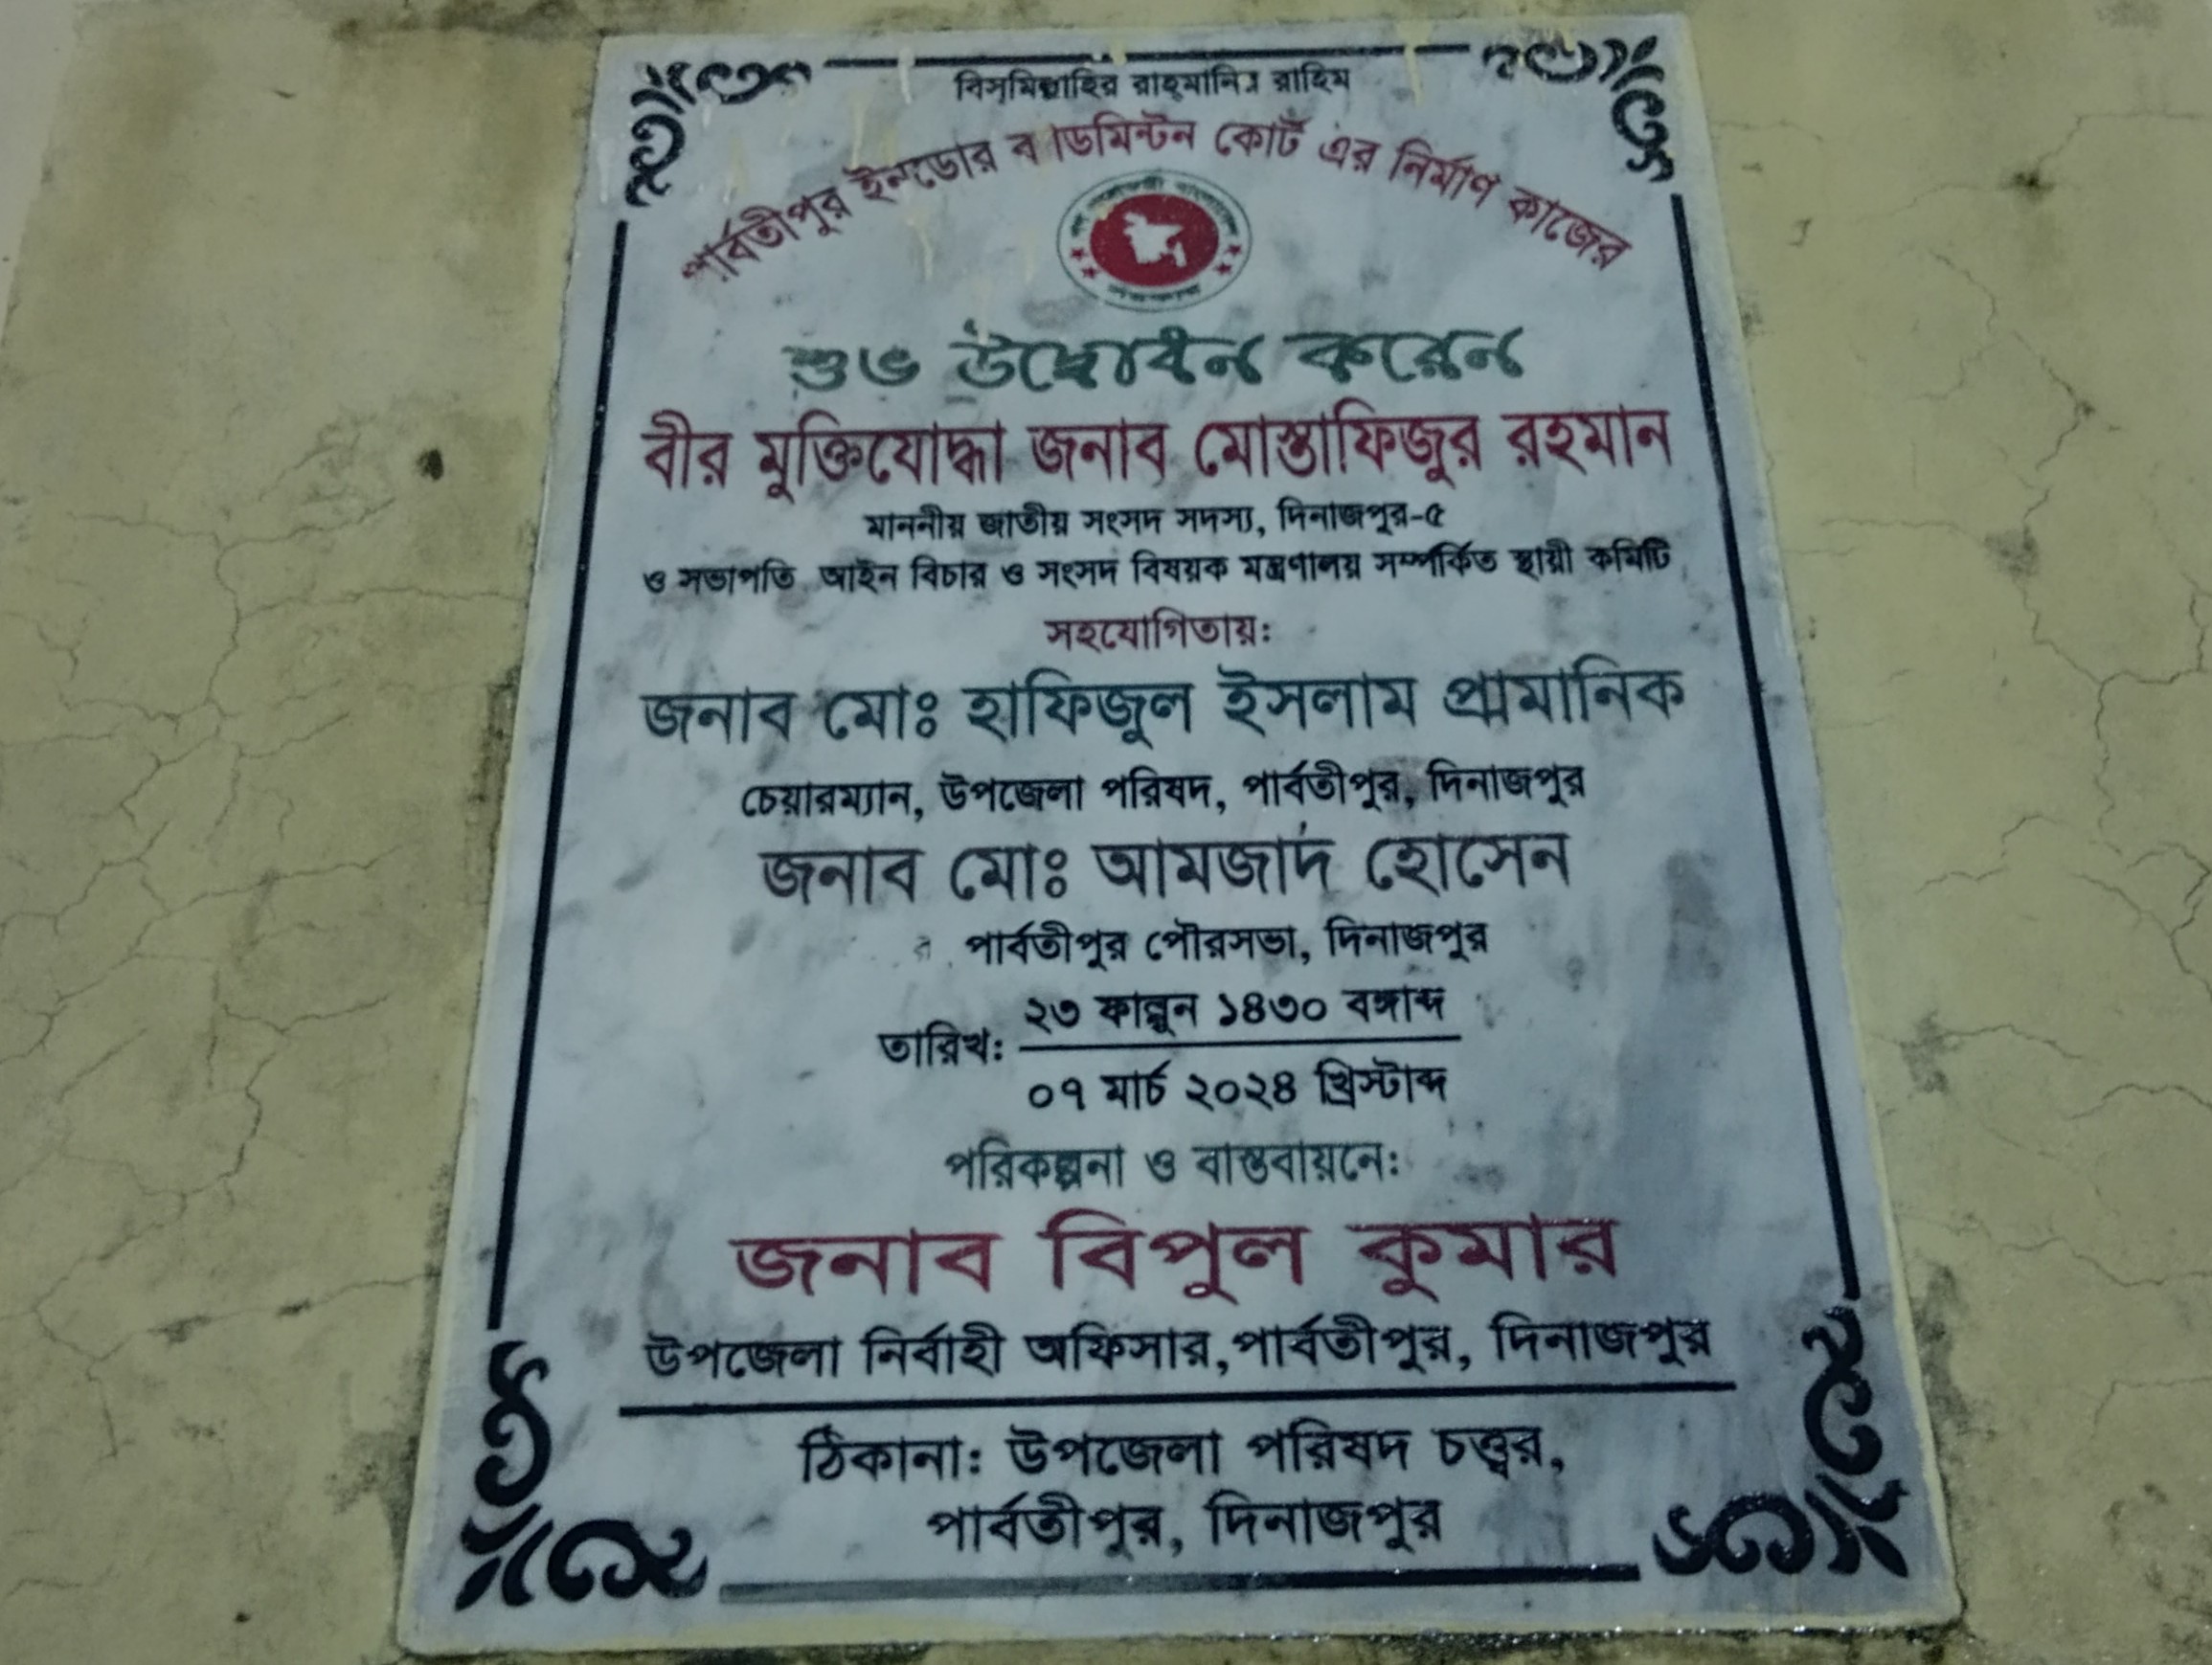 বিসমিল্লাহির রাহমানির রাহিম
পার্বতীপুর ইনডোর ব ডিমিন্টন কোর্ট এর নির্মাণ কাজের
শুভ উদ্বোধন করেন
বীর মুক্তিযোদ্ধা জনাব মোস্তাফিজুর রহমান
মাননীয় জাতীয় সংসদ সদস্য, দিনাজপুর-৫
ও সভাপতি আইন বিচার ও সংসদ বিষয়ক মন্ত্রণালয় সম্পর্কিত স্থায়ী কমিটি
সহযোগিতায়:
জনাব মোঃ হাফিজুল ইসলাম প্রামানিক
চেয়ারম্যান, উপজেলা পরিষদ, পার্বতীপুর, দিনাজপুর
জনাব মোঃ আমজাদ হোসেন
পার্বতীপুর পৌরসভা, দিনাজপুর
তারিখ: ২৩ ফাল্গুন ১৪৩০ বঙ্গাব্দ
০৭ মার্চ ২০২৪ খ্রিস্টাব্দ
পরিকল্পনা ও বাস্তবায়নে:
জনাব বিপুল কুমার
উপজেলা নির্বাহী অফিসার, পার্বতীপুর, দিনাজপুর
ঠিকানা: উপজেলা পরিষদ চত্ত্বর,
পার্বতীপুর, দিনাজপুর